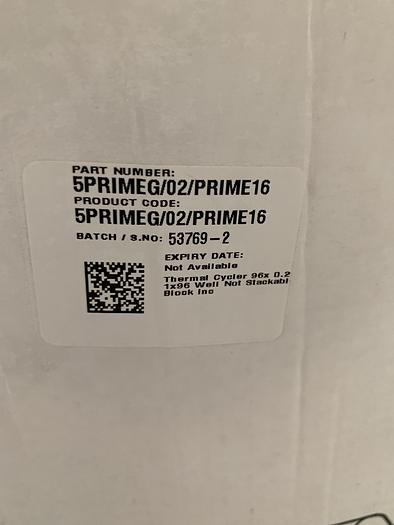 PART NUMBER:
5PRIMEG/02/PRIME16
PRODUCT CODE:
5PRIMEG/02/PRIME16
BATCH / S.NO: 53769-2
EXPIRY DATE:
Not Available
Thermal Cycler 96x 0.2
1x96 Well Not Stackabl
Block Inc